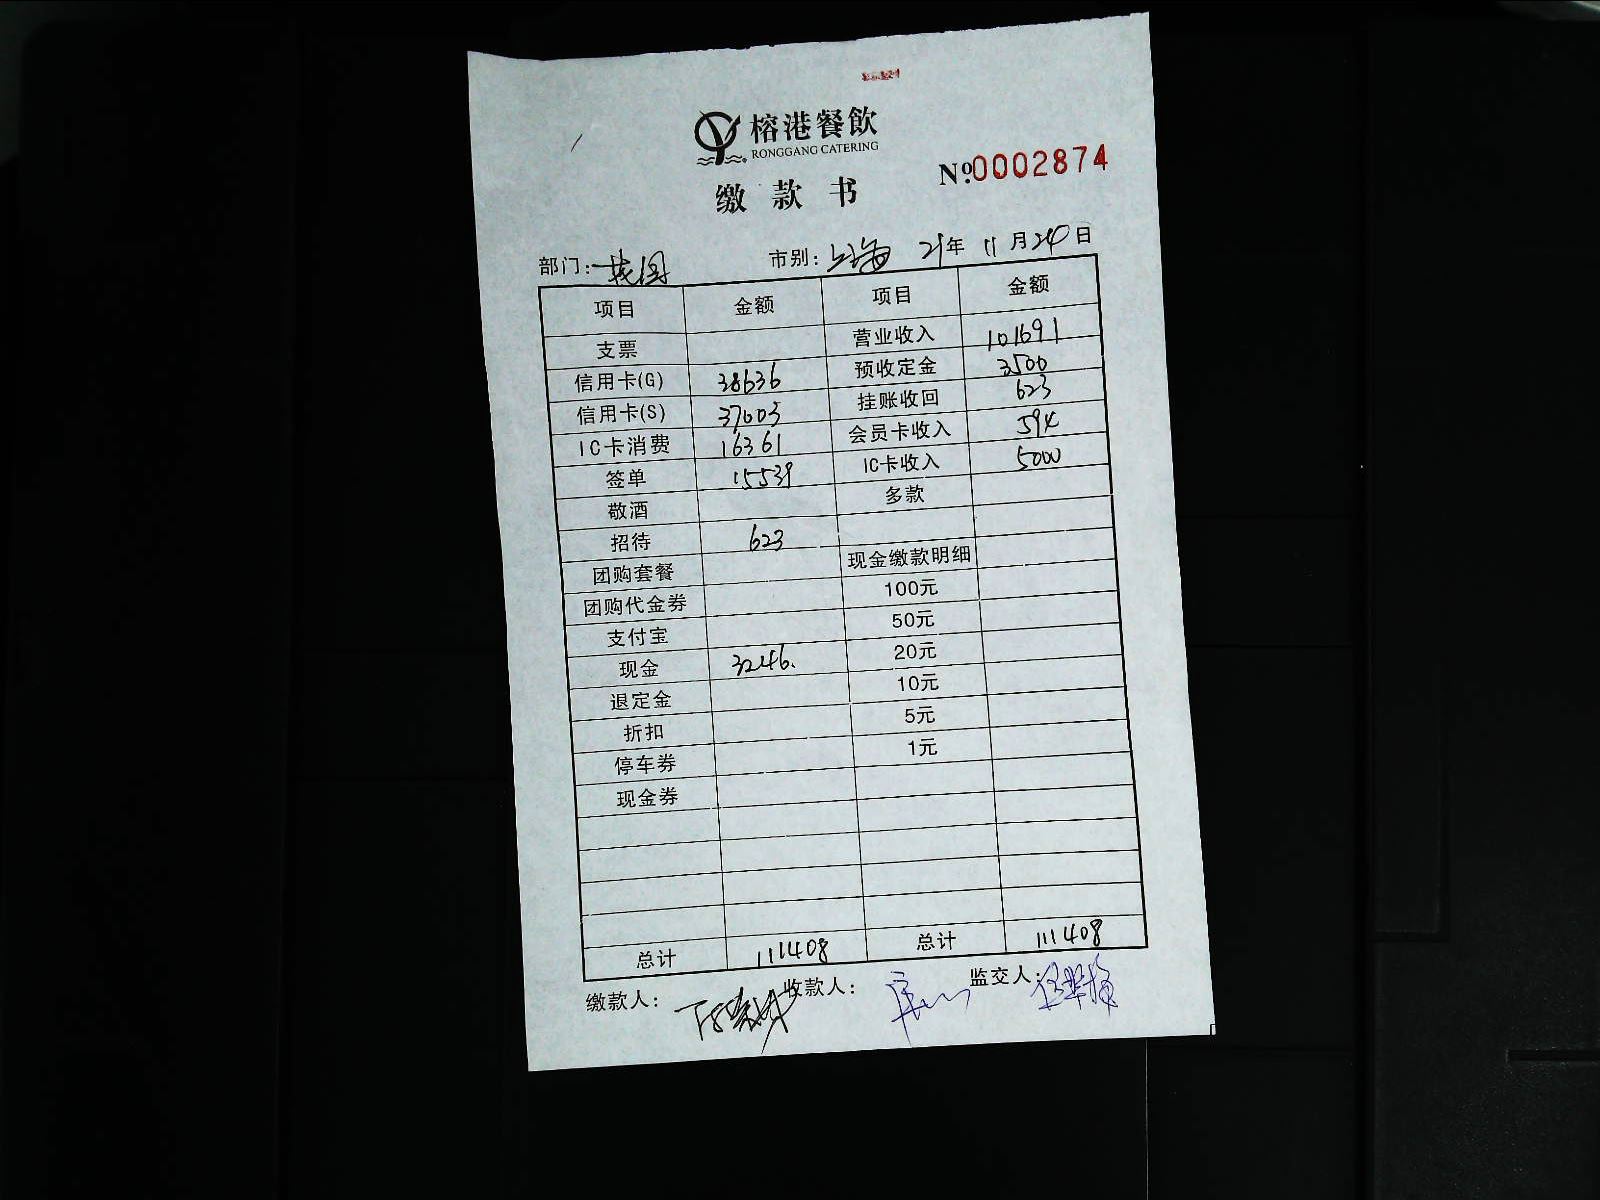 榕港餐飲
RONGGANG CATERING
No.0002874
缴款书
部门: 市别:上海 21年 11月24日
项目 金额 项目 金额
支票 营业收入 101691
信用卡(G) 38636 预收定金 3500
信用卡(S) 37003 挂账收回 623
IC卡消费 16361 会员卡收入 594
签单 15539 IC卡收入 5000
敬酒 多款
招待 623
团购套餐 现金缴款明细
团购代金券 100元
支付宝 50元
现金 3246. 20元
退定金 10元
折扣 5元
停车券 1元
现金券
总计 111408 总计 111408
缴款人: 收款人: 监交人: